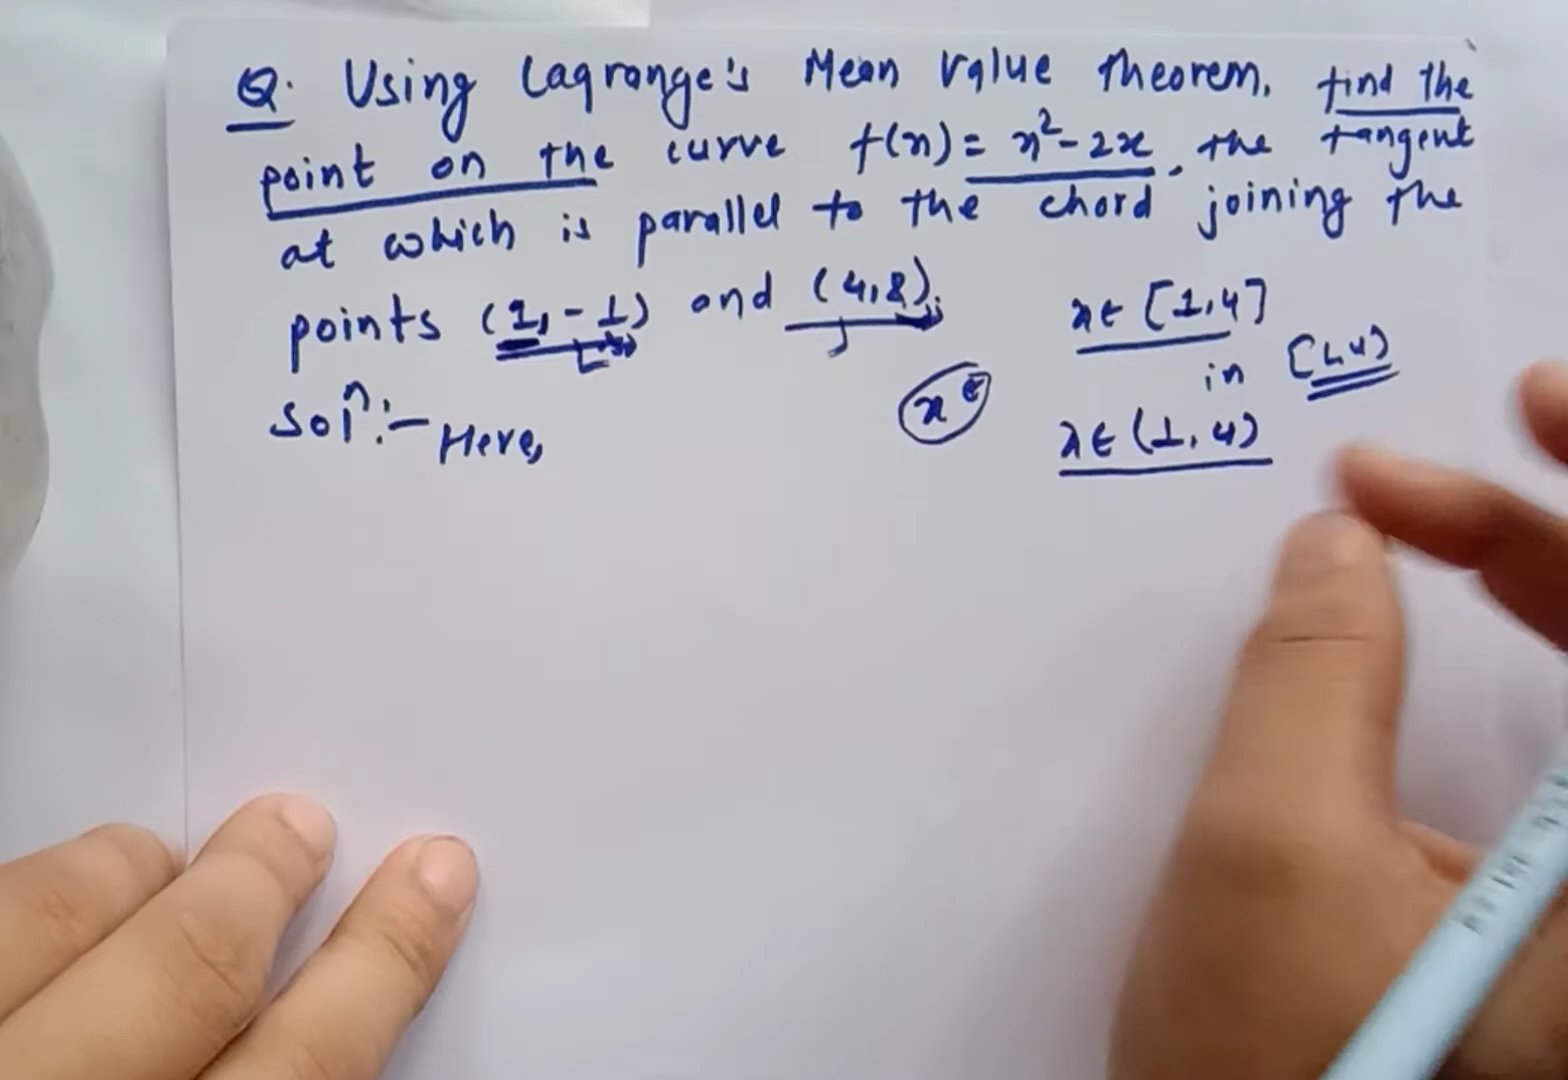 Q. Using Lagrange's Mean Value Theorem, find the
point on the curve f(x) = x² - 2x, the tangent
at which is parallel to the chord joining the
points (1, -1) and (4, 8).
x ∈ [1, 4]
in [1, 4]
x ∈
x ∈ (1, 4)
Solⁿ:- Here,